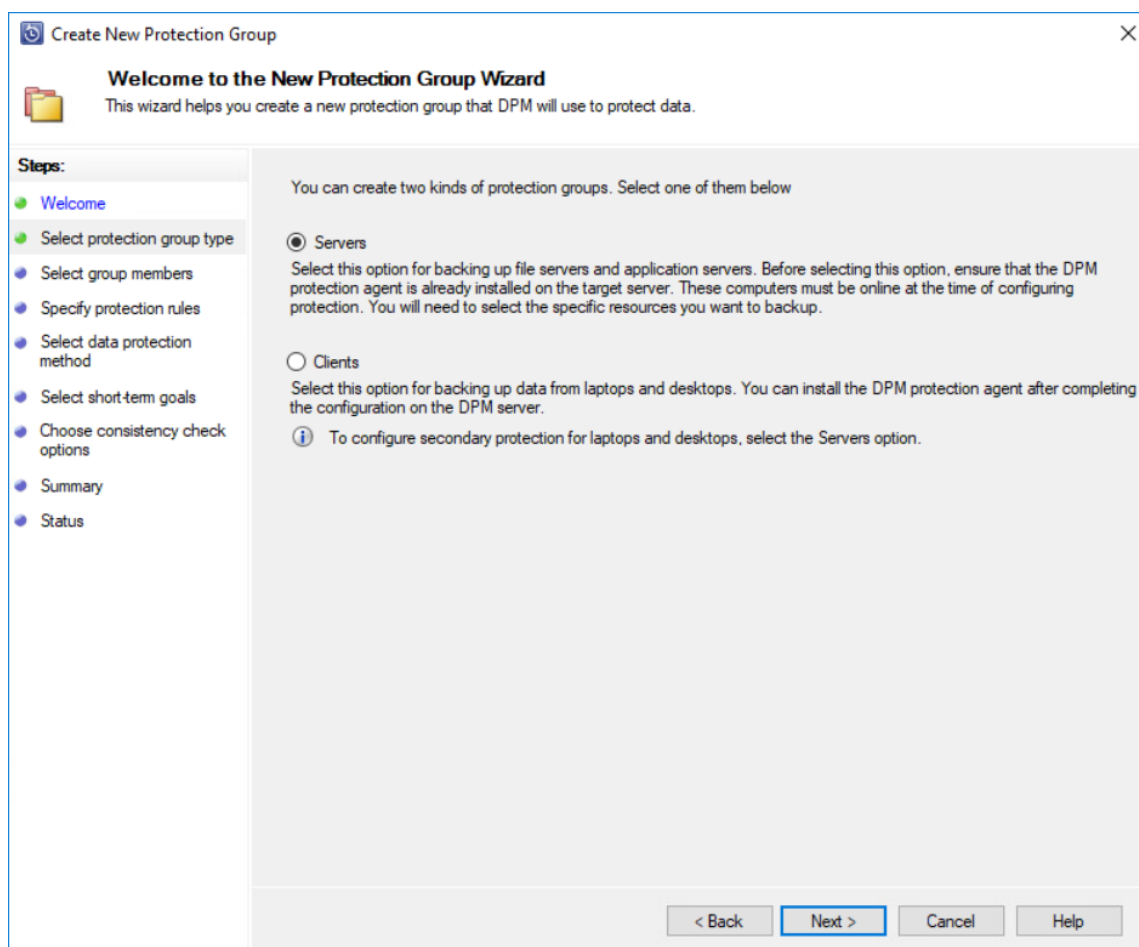 Create New Protection Group
Welcome to the New Protection Group Wizard
This wizard helps you create a new protection group that DPM will use to protect data.
Steps:
Welcome
Select protection group type
Select group members
Specify protection rules
Select data protection
method
Select short-term goals
Choose consistency check
options
Summary
Status
You can create two kinds of protection groups. Select one of them below
Servers
Select this option for backing up file servers and application servers. Before selecting this option, ensure that the DPM
protection agent is already installed on the target server. These computers must be online at the time of configuring
protection. You will need to select the specific resources you want to backup.
Clients
Select this option for backing up data from laptops and desktops. You can install the DPM protection agent after completing
the configuration on the DPM server.
To configure secondary protection for laptops and desktops, select the Servers option.
< Back Next > Cancel Help